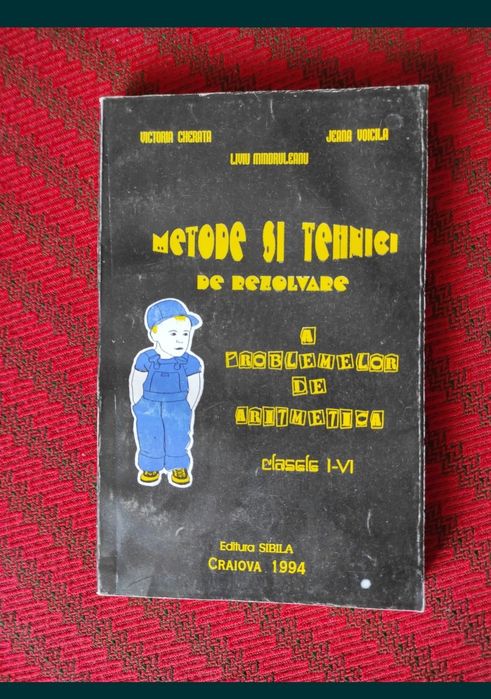 VICTORIA CHERATA
JEANA VOICILA
LIVIU MINDRULEANU
METODE SI TEHNICI
DE REZOLVARE
A
PROBLEMELOR
DE
ARITMETICA
clasele I-VI
Editura SIBILA
CRAIOVA 1994